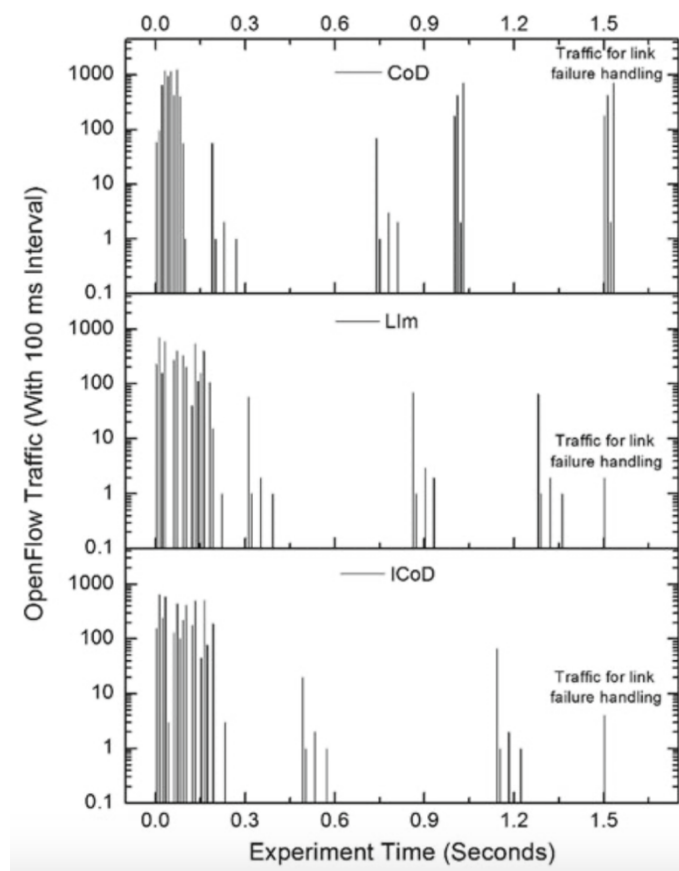 0.0 0.3 0.6 0.9 1.2 1.5
Traffic for link
failure handling
CoD
1000
100
10
1
0.1
LIm
1000
100
10
1
0.1
Traffic for link
failure handling
ICoD
1000
100
10
1
0.1
Traffic for link
failure handling
OpenFlow Traffic (With 100 ms Interval)
0.0 0.3 0.6 0.9 1.2 1.5
Experiment Time (Seconds)